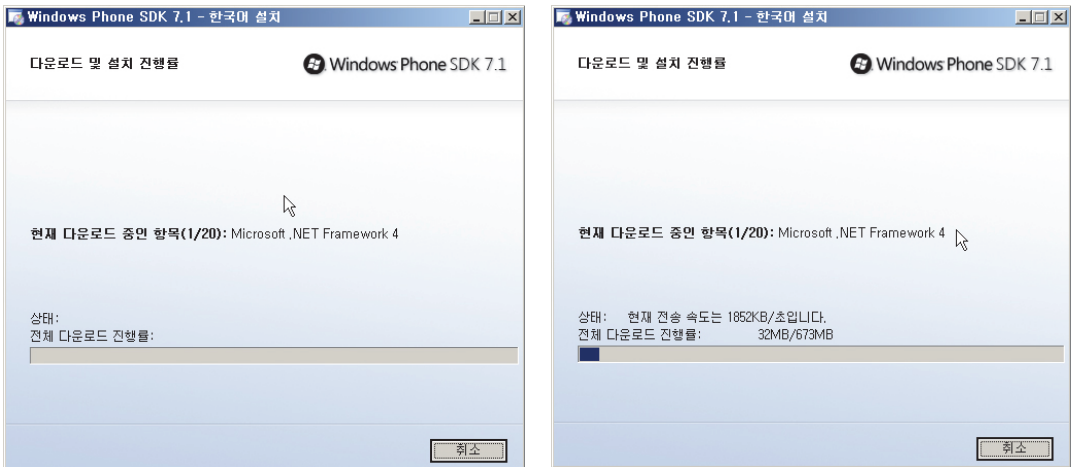 Windows Phone SDK 7.1 - 한국어 설치
다운로드 및 설치 진행률
Windows Phone SDK 7.1
현재 다운로드 중인 항목(1/20): Microsoft .NET Framework 4
상태:
전체 다운로드 진행률:
취소
Windows Phone SDK 7.1 - 한국어 설치
다운로드 및 설치 진행률
Windows Phone SDK 7.1
현재 다운로드 중인 항목(1/20): Microsoft .NET Framework 4
상태: 현재 전송 속도는 1852KB/초입니다.
전체 다운로드 진행률: 32MB/673MB
취소